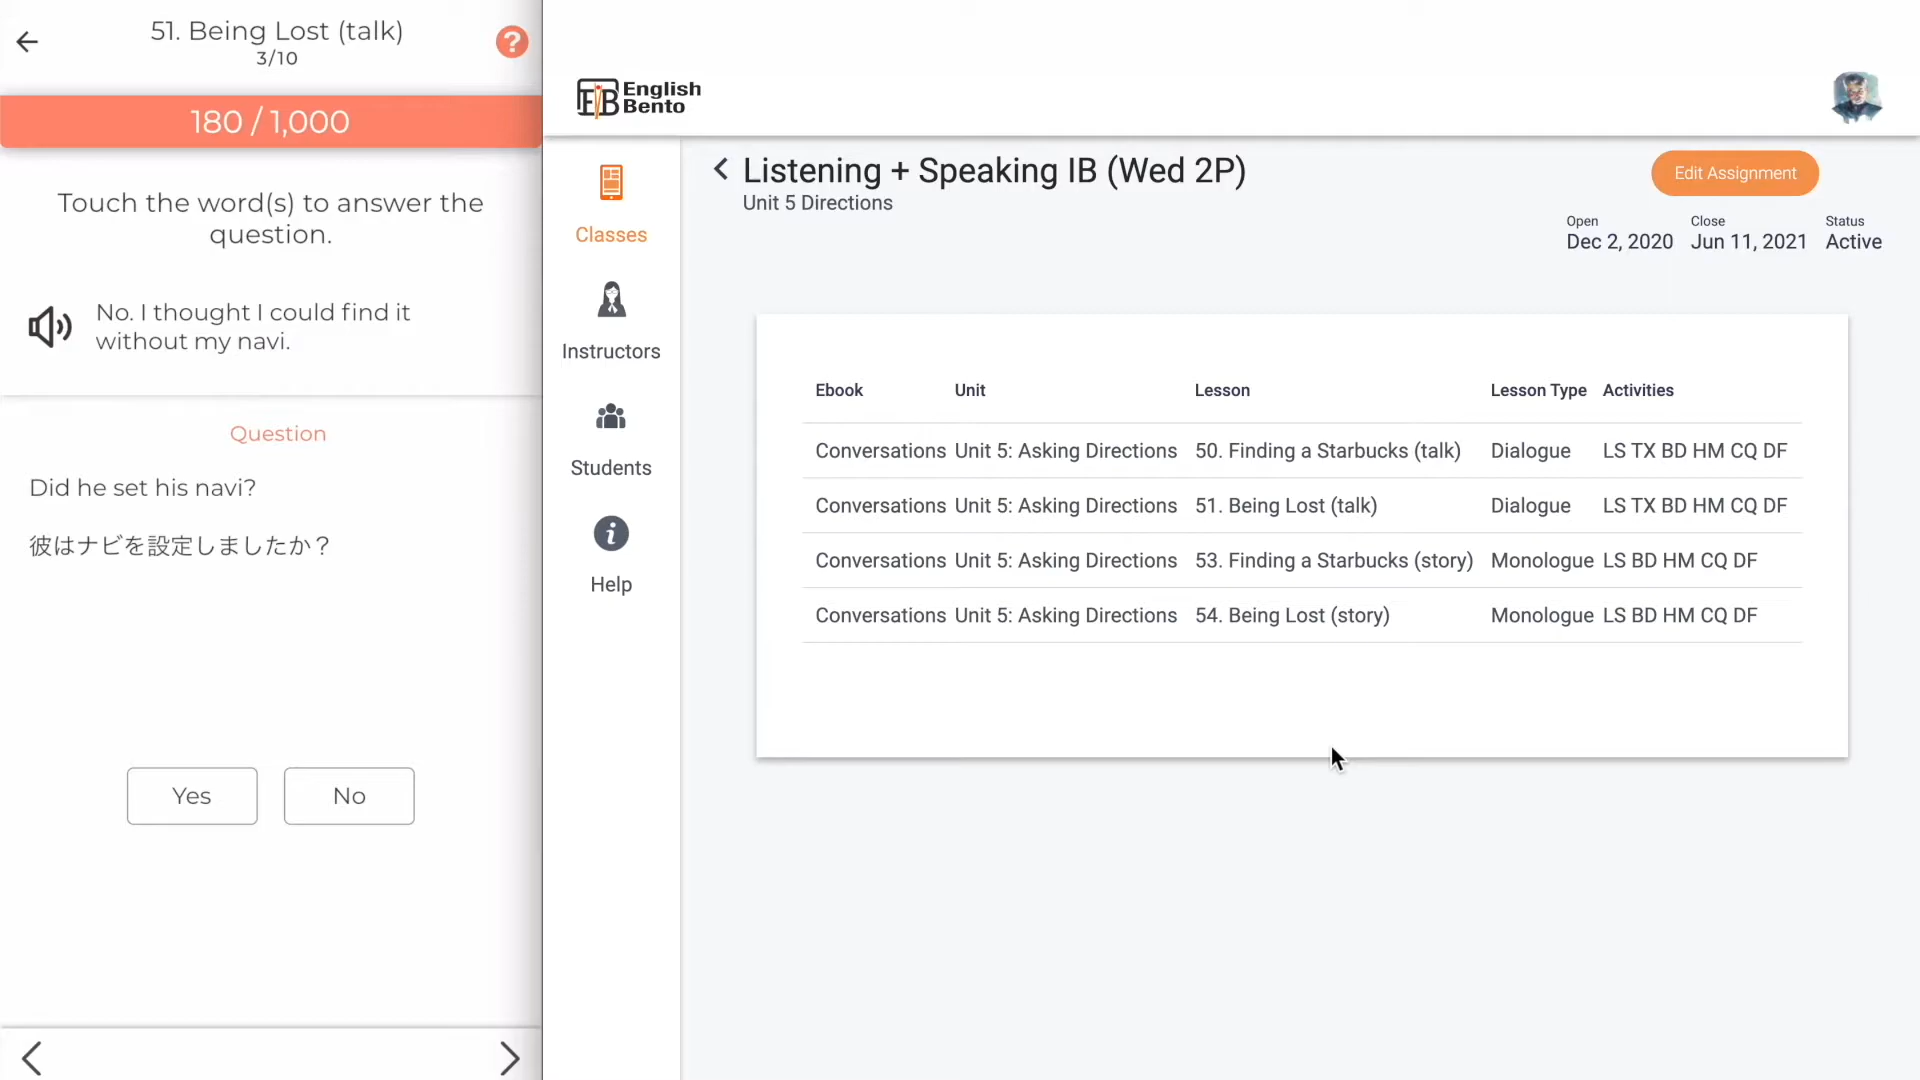 51. Being Lost (talk)
3/10
?
180 / 1,000
Touch the word(s) to answer the
question.
No. I thought I could find it
without my navi.
Question
Did he set his navi?
彼はナビを設定しましたか？
Yes
No
EB English
Bento
Classes
Instructors
Students
Help
Listening + Speaking IB (Wed 2P)
Unit 5 Directions
Edit Assignment
Open Close Status
Dec 2, 2020 Jun 11, 2021 Active
Ebook Unit Lesson Lesson Type Activities
Conversations Unit 5: Asking Directions 50. Finding a Starbucks (talk) Dialogue LS TX BD HM CQ DF
Conversations Unit 5: Asking Directions 51. Being Lost (talk) Dialogue LS TX BD HM CQ DF
Conversations Unit 5: Asking Directions 53. Finding a Starbucks (story) Monologue LS BD HM CQ DF
Conversations Unit 5: Asking Directions 54. Being Lost (story) Monologue LS BD HM CQ DF